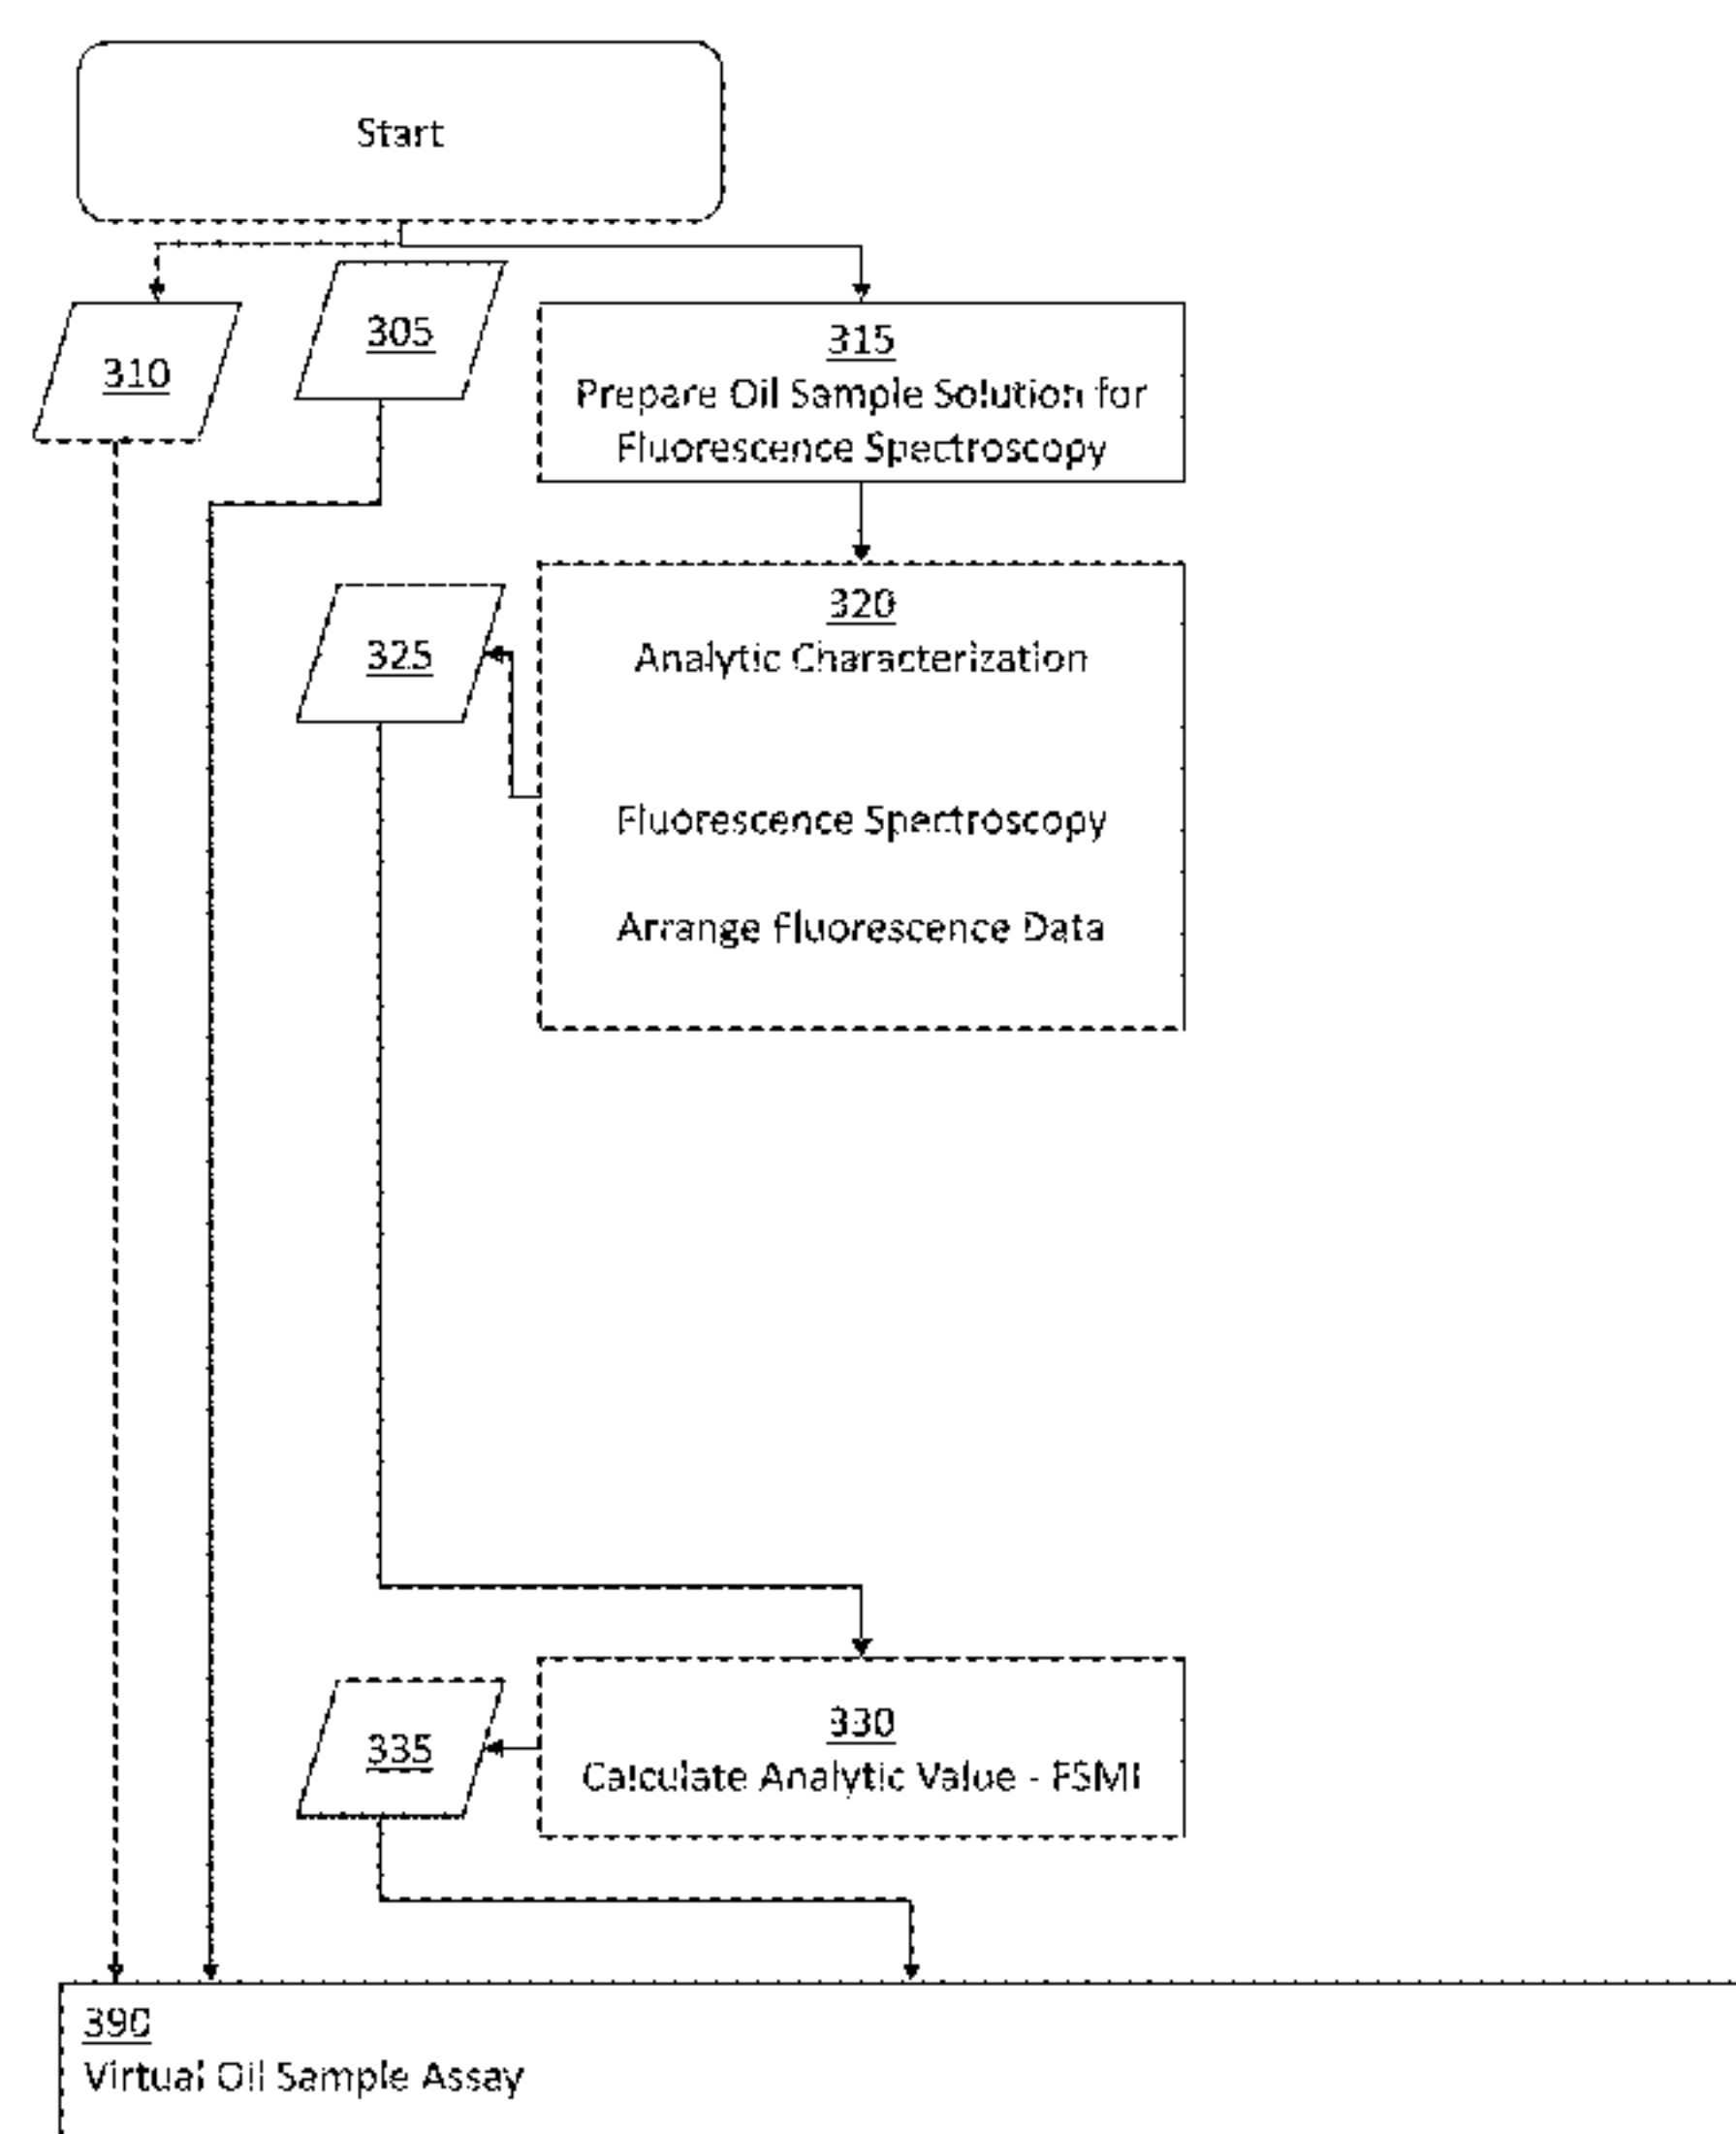 Start
310
305
315
Prepare Oil Sample Solution for
Fluorescence Spectroscopy
325
320
Analytic Characterization
Fluorescence Spectroscopy
Arrange Fluorescence Data
335
330
Calculate Analytic Value - FSMI
390
Virtual Oil Sample Assay